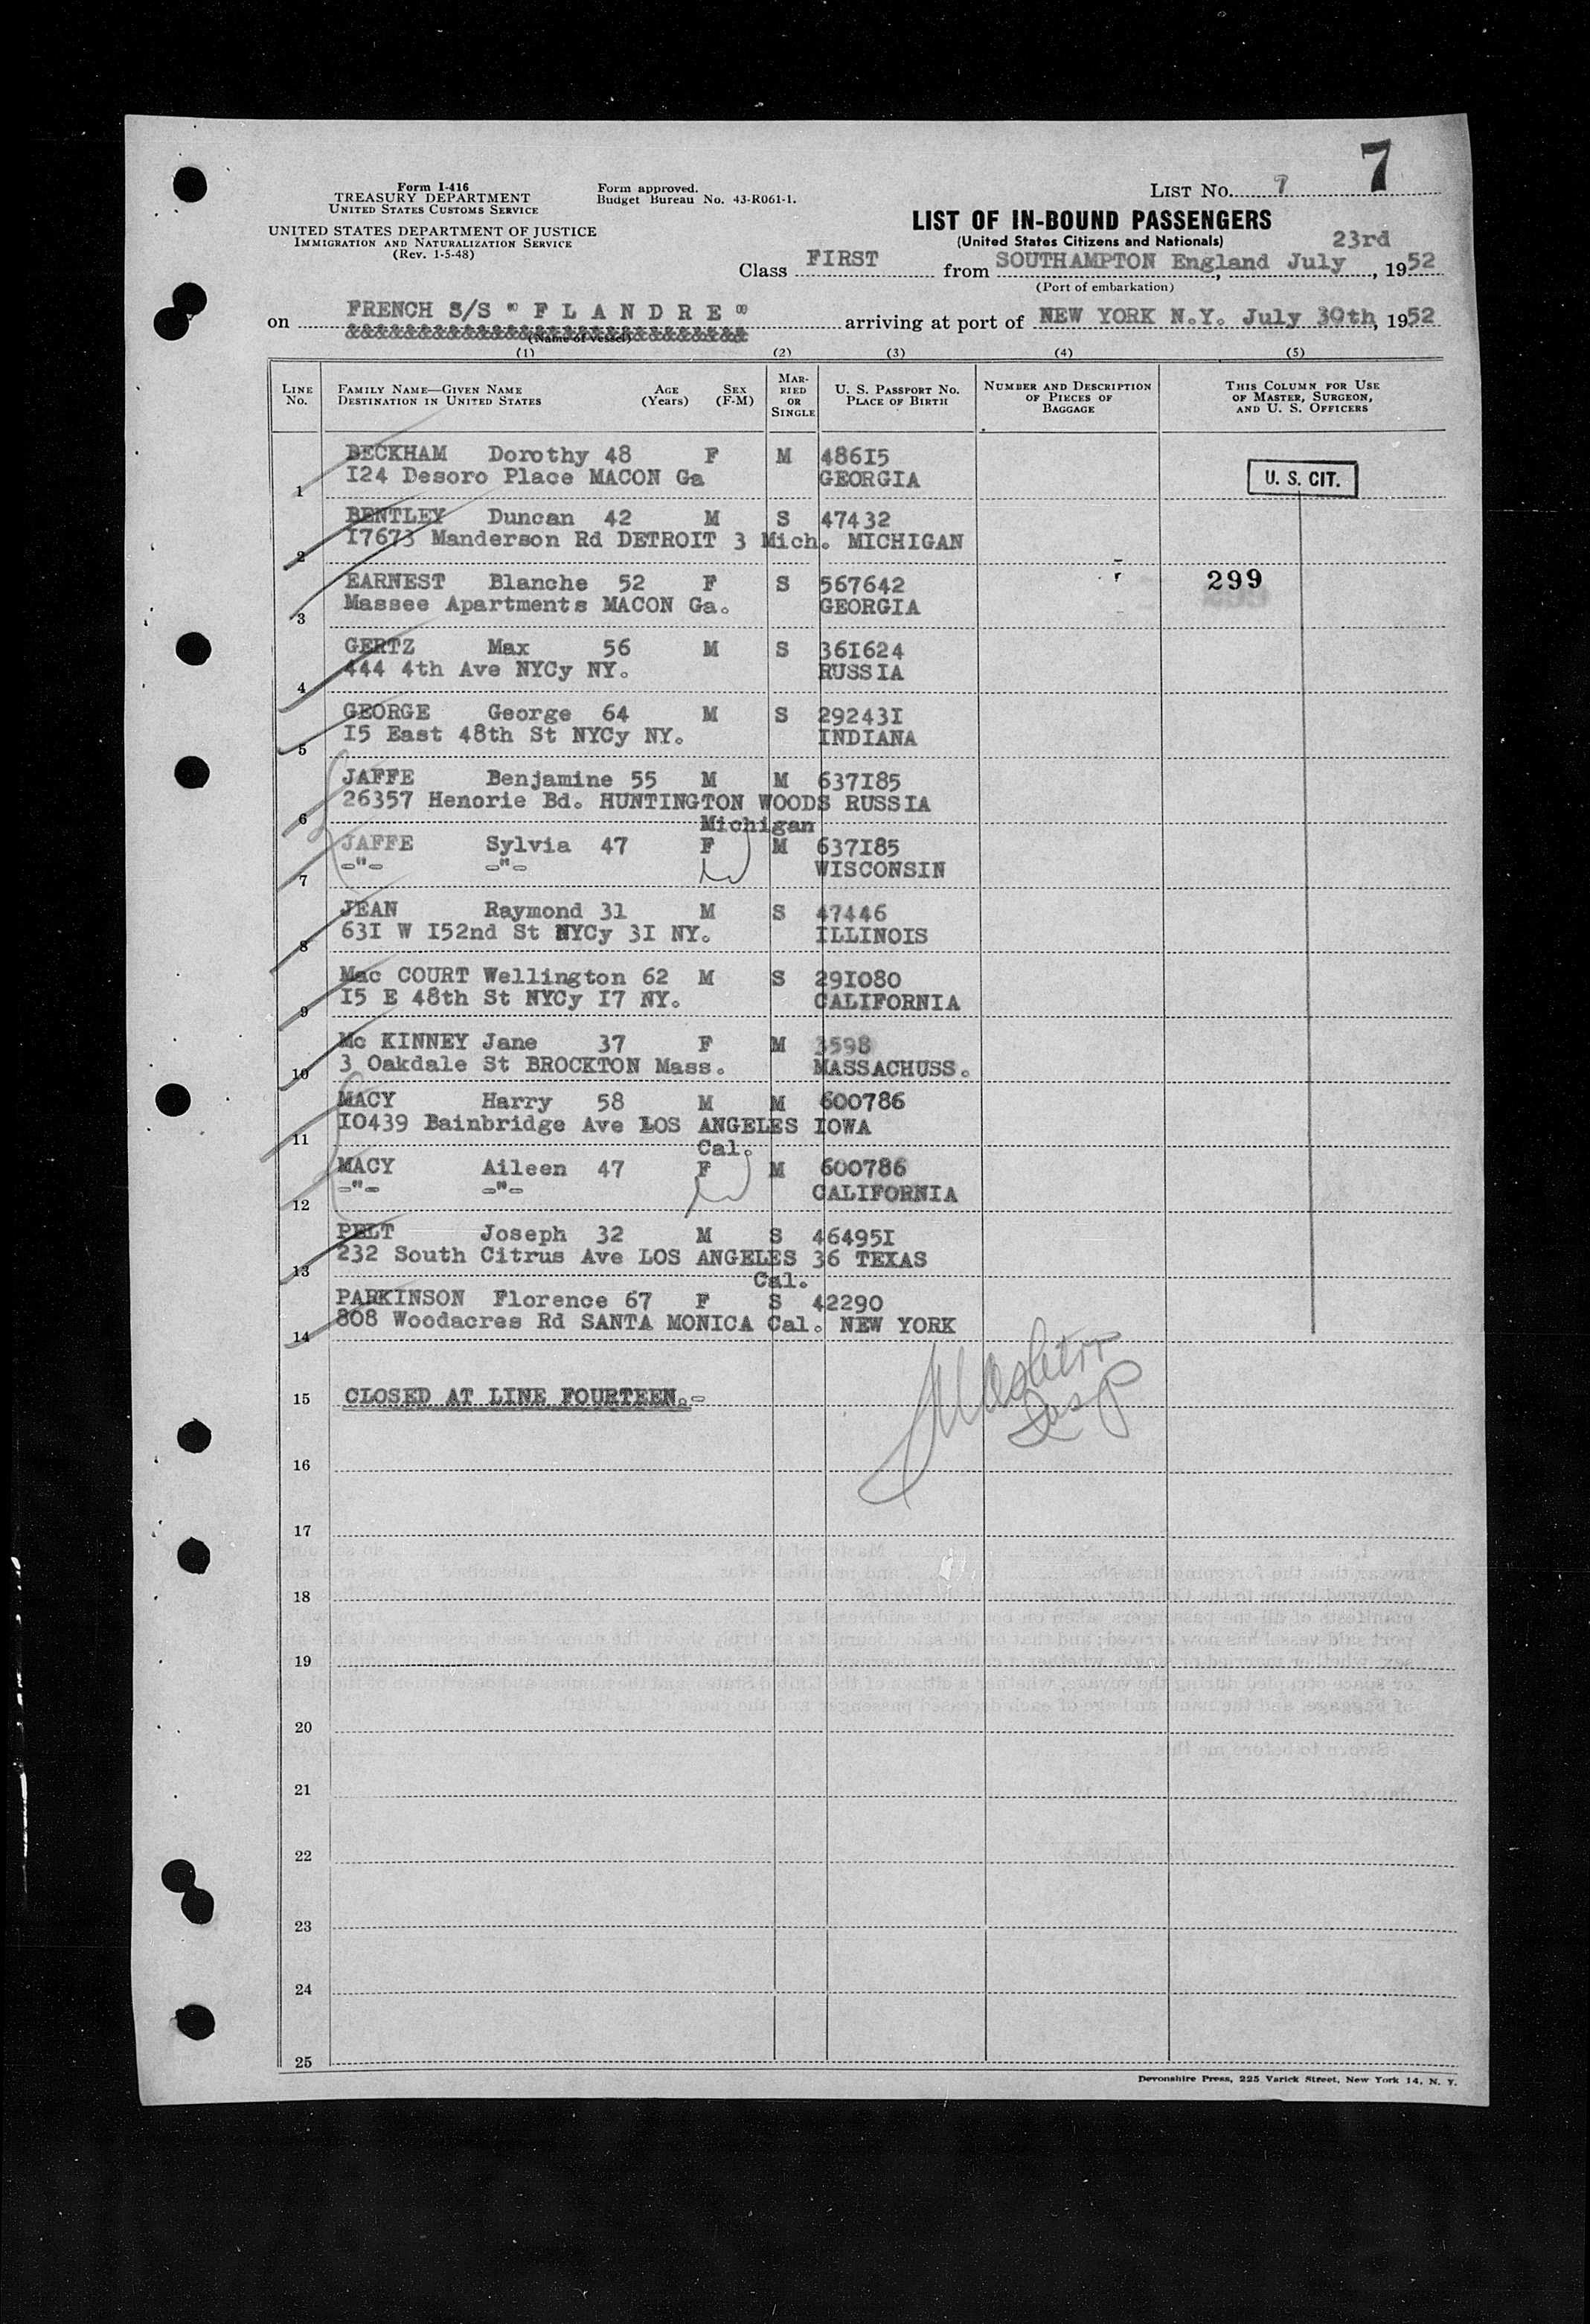 7
Form I-416
TREASURY DEPARTMENT
UNITED STATES CUSTOMS SERVICE
UNITED STATES DEPARTMENT OF JUSTICE
IMMIGRATION AND NATURALIZATION SERVICE
(Rev. 1-5-48)
Form approved.
Budget Bureau No. 43-R061-1.
LIST No. 7
LIST OF IN-BOUND PASSENGERS
(United States Citizens and Nationals)
23rd
Class FIRST from SOUTHAMPTON England July, 1952
(Port of embarkation)
on FRENCH S/S " F L A N D R E " arriving at port of NEW YORK N.Y. July 30th, 1952
&&&&&&&&&&&&&&&&&&&&&&&&&&&&
(Name of vessel)
(1) (2) (3) (4) (5)
LINE No. FAMILY NAME—GIVEN NAME DESTINATION IN UNITED STATES AGE (Years) SEX (F-M) MARRIED OR SINGLE U. S. PASSPORT NO. PLACE OF BIRTH NUMBER AND DESCRIPTION OF PIECES OF BAGGAGE THIS COLUMN FOR USE OF MASTER, SURGEON, AND U. S. OFFICERS
BECKHAM Dorothy 48 F M 486I5
1 I24 Desoro Place MACON Ga GEORGIA U. S. CIT.
BENTLEY Duncan 42 M S 47432
2 I7673 Manderson Rd DETROIT 3 Mich. MICHIGAN
EARNEST Blanche 52 F S 567642 299
3 Massee Apartments MACON Ga. GEORGIA
GERTZ Max 56 M S 36I624
4 444 4th Ave NYCy NY. RUSSIA
GEORGE George 64 M S 29243I
5 I5 East 48th St NYCy NY. INDIANA
JAFFE Benjamine 55 M M 637I85
6 26357 Henorie Bd. HUNTINGTON WOODS RUSSIA
Michigan
JAFFE Sylvia 47 F M 637I85
7 -"- -"- WISCONSIN
JEAN Raymond 31 M S 47446
8 63I W I52nd St NYCy 3I NY. ILLINOIS
Mac COURT Wellington 62 M S 29I080
9 I5 E 48th St NYCy I7 NY. CALIFORNIA
Mc KINNEY Jane 37 F M 3598
10 3 Oakdale St BROCKTON Mass. MASSACHUSS.
MACY Harry 58 M M 600786
11 I0439 Bainbridge Ave LOS ANGELES IOWA
Cal.
MACY Aileen 47 F M 600786
12 -"- -"- CALIFORNIA
PELT Joseph 32 M S 46495I
13 232 South Citrus Ave LOS ANGELES 36 TEXAS
Cal.
PARKINSON Florence 67 F S 42290
14 808 Woodacres Rd SANTA MONICA Cal. NEW YORK
15 CLOSED AT LINE FOURTEEN.-
16
17
18
19
20
21
22
23
24
25
Devonshire Press, 225 Varick Street, New York 14, N. Y.